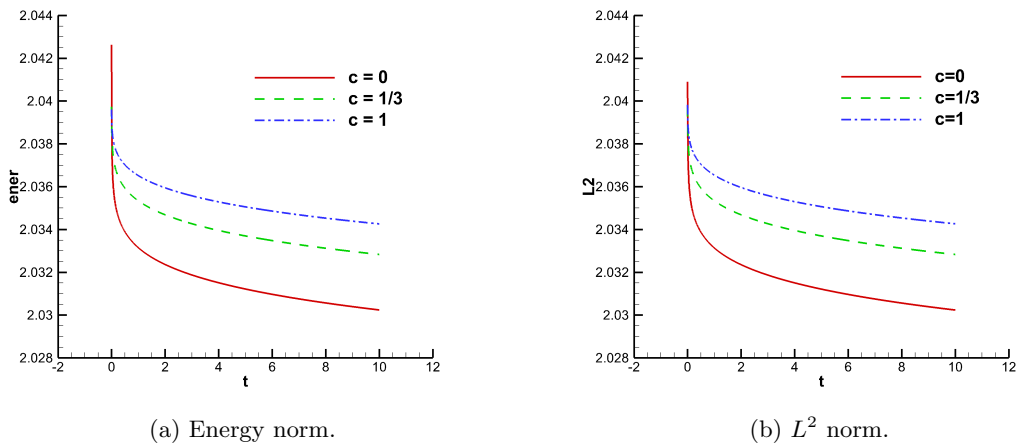 2.044
2.042
2.04
2.038
2.036
2.034
2.032
2.03
2.028
ener
-2 0 2 4 6 8 10 12
t
c = 0
c = 1/3
c = 1
(a) Energy norm.
2.044
2.042
2.04
2.038
2.036
2.034
2.032
2.03
2.028
L2
-2 0 2 4 6 8 10 12
t
c=0
c=1/3
c=1
(b) L² norm.